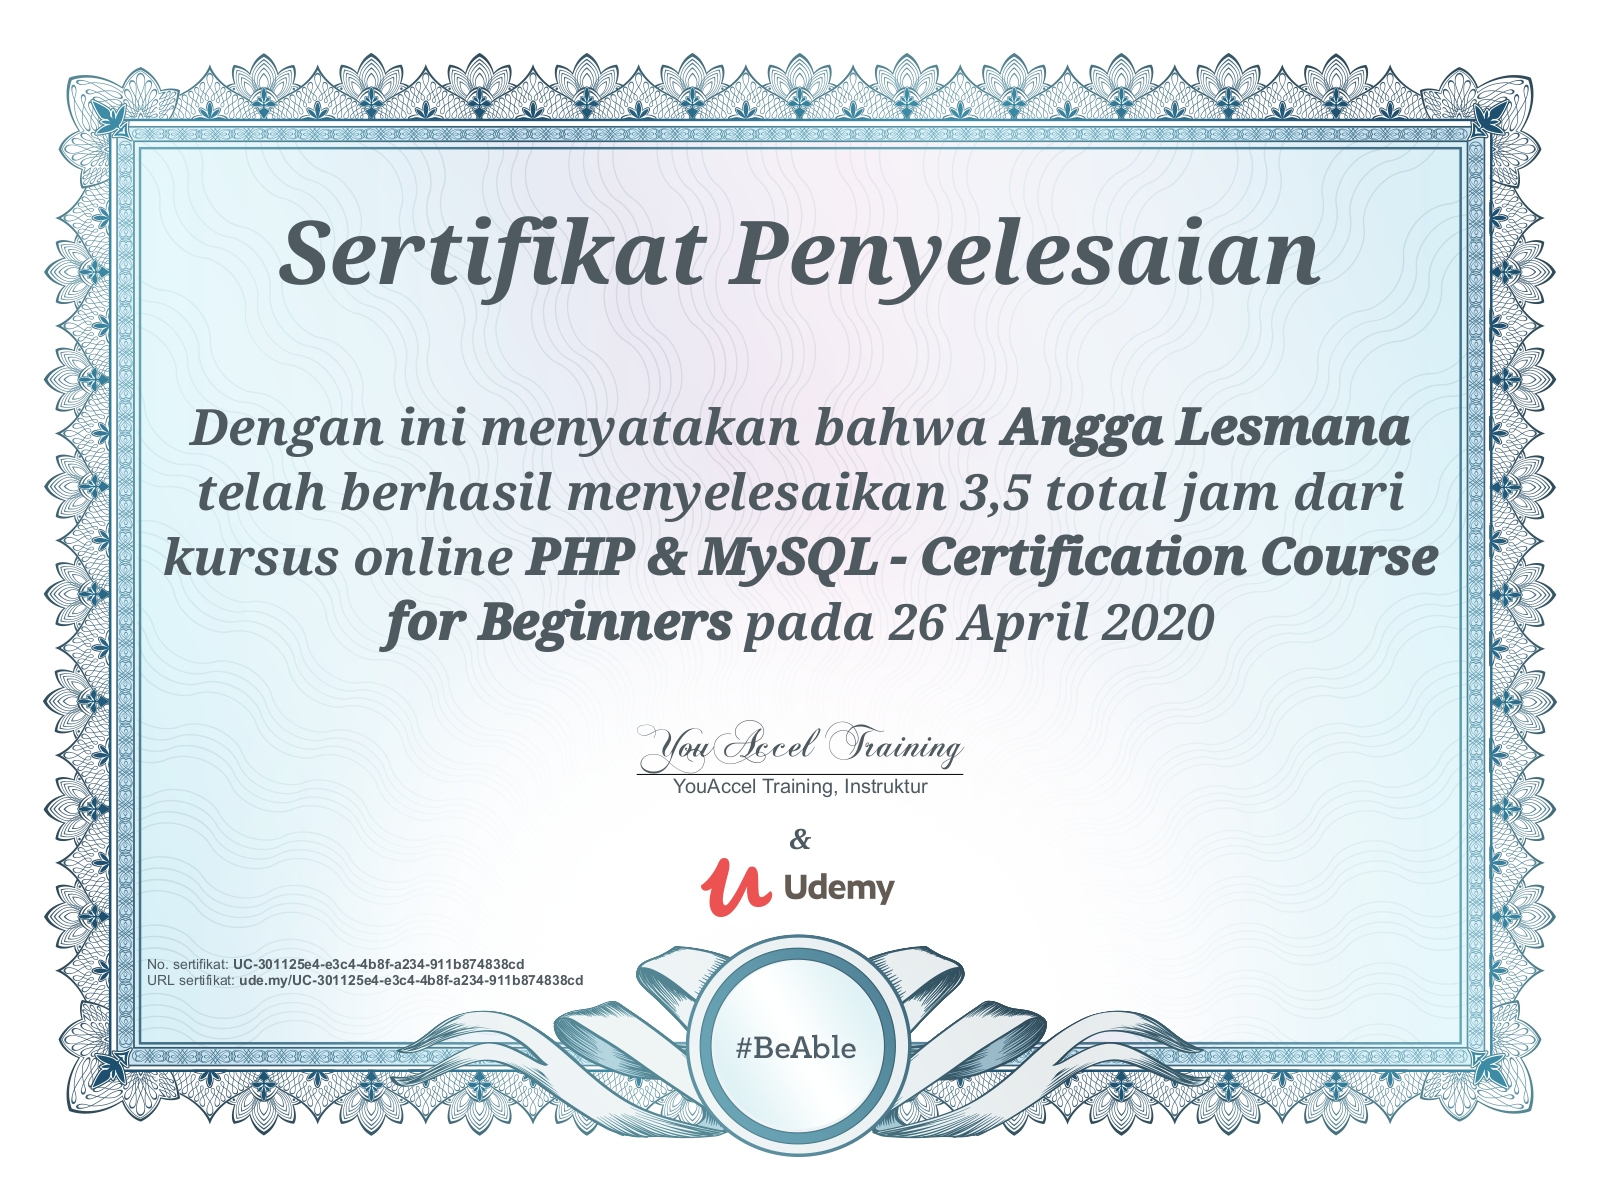 Sertifikat Penyelesaian
Dengan ini menyatakan bahwa Angga Lesmana
telah berhasil menyelesaikan 3,5 total jam dari
kursus online PHP & MySQL - Certification Course
for Beginners pada 26 April 2020
YouAccel Training
YouAccel Training, Instruktur
&
Udemy
No. sertifikat: UC-301125e4-e3c4-4b8f-a234-911b874838cd
URL sertifikat: ude.my/UC-301125e4-e3c4-4b8f-a234-911b874838cd
#BeAble